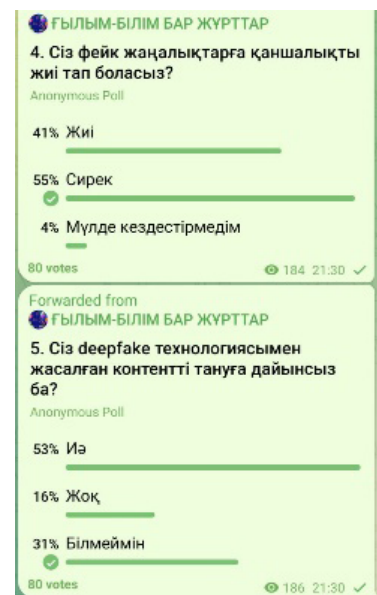 ҒЫЛЫМ-БІЛІМ БАР ЖҰРТТАР
4. Сіз фейк жаңалықтарға қаншалықты
жиі тап боласыз?
Anonymous Poll
41% Жиі
55% Сирек
4% Мүлде кездестірмедім
80 votes 184 21:30
Forwarded from
ҒЫЛЫМ-БІЛІМ БАР ЖҰРТТАР
5. Сіз deepfake технологиясымен
жасалған контентті тануға дайынсыз
ба?
Anonymous Poll
53% Иә
16% Жоқ
31% Білмеймін
80 votes 186 21:30